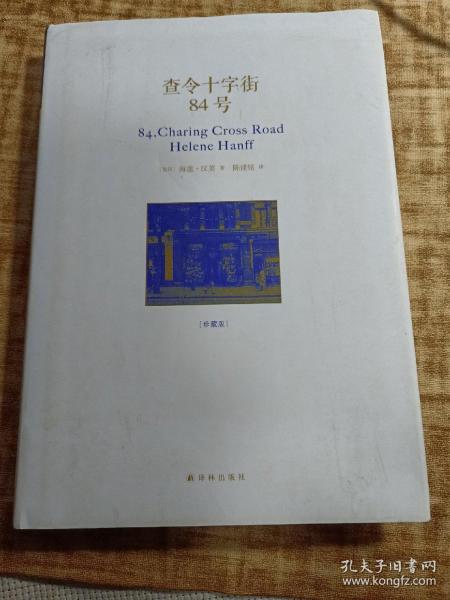 查令十字街
84号
84, Charing Cross Road
Helene Hanff
[美国] 海莲·汉芙 著 陈建铭 译
[珍藏版]
译林出版社
孔夫子旧书网
www.kongfz.com